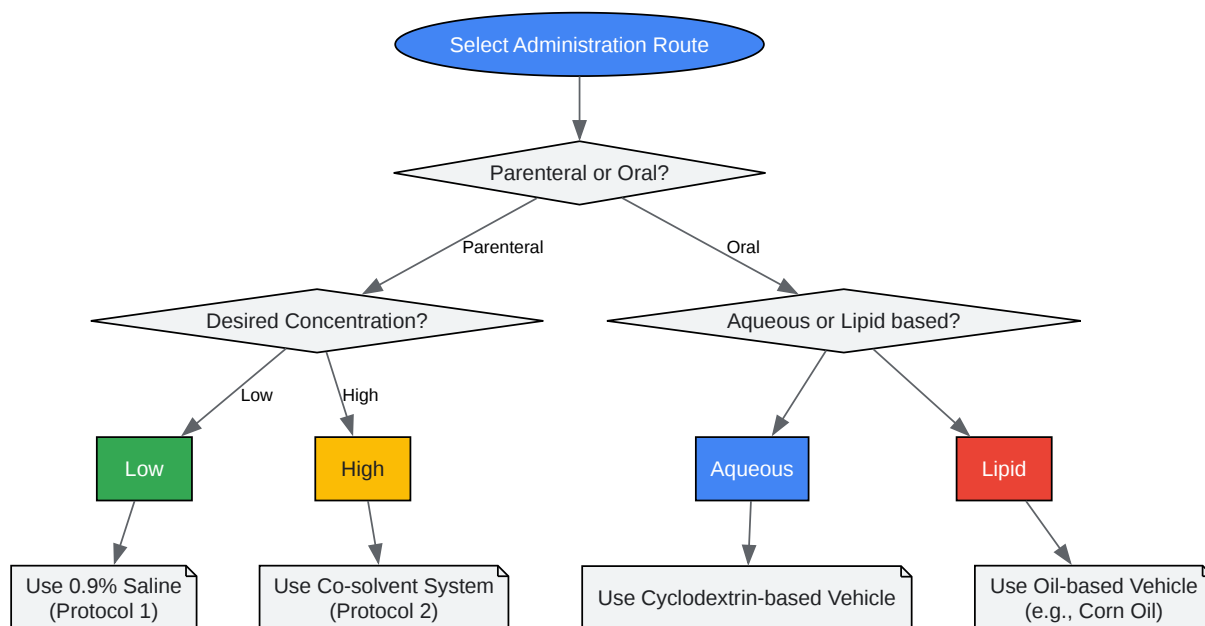 Select Administration Route
Parenteral or Oral?
Parenteral
Oral
Desired Concentration?
Aqueous or Lipid based?
Low
High
Low
High
Aqueous
Lipid
Use 0.9% Saline
(Protocol 1)
Use Co-solvent System
(Protocol 2)
Use Cyclodextrin-based Vehicle
Use Oil-based Vehicle
(e.g., Corn Oil)